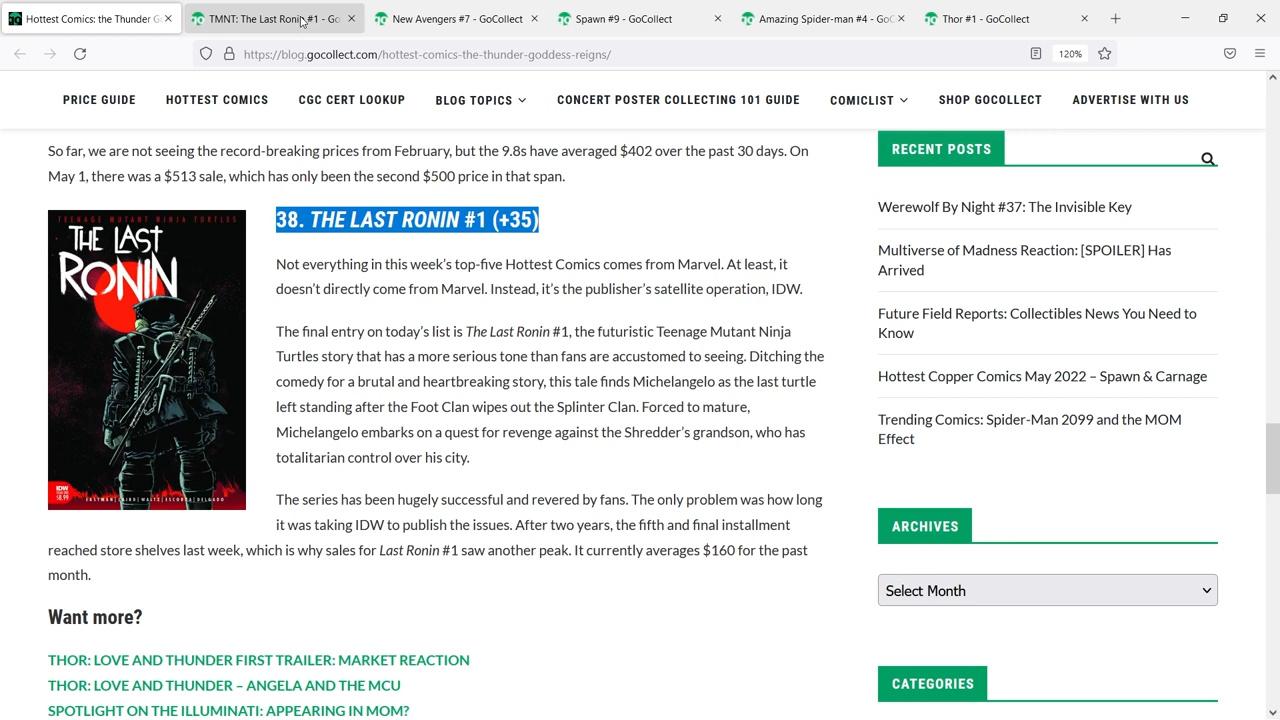 Hottest Comics: the Thunder G
TMNT: The Last Ronin #1 - Go
New Avengers #7 - GoCollect
Spawn #9 - GoCollect
Amazing Spider-man #4 - GoC
Thor #1 - GoCollect
https://blog.gocollect.com/hottest-comics-the-thunder-goddess-reigns/
120%
PRICE GUIDE
HOTTEST COMICS
CGC CERT LOOKUP
BLOG TOPICS
CONCERT POSTER COLLECTING 101 GUIDE
COMICLIST
SHOP GOCOLLECT
ADVERTISE WITH US
So far, we are not seeing the record-breaking prices from February, but the 9.8s have averaged $402 over the past 30 days. On
May 1, there was a $513 sale, which has only been the second $500 price in that span.
TEENAGE MUTANT NINJA TURTLES
THE LAST
RONIN
IDW
$8.99
EASTMAN LAIRD WALTZ ESCORZA DELGADO
38. THE LAST RONIN #1 (+35)
Not everything in this week's top-five Hottest Comics comes from Marvel. At least, it
doesn't directly come from Marvel. Instead, it's the publisher's satellite operation, IDW.
The final entry on today's list is The Last Ronin #1, the futuristic Teenage Mutant Ninja
Turtles story that has a more serious tone than fans are accustomed to seeing. Ditching the
comedy for a brutal and heartbreaking story, this tale finds Michelangelo as the last turtle
left standing after the Foot Clan wipes out the Splinter Clan. Forced to mature,
Michelangelo embarks on a quest for revenge against the Shredder's grandson, who has
totalitarian control over his city.
The series has been hugely successful and revered by fans. The only problem was how long
it was taking IDW to publish the issues. After two years, the fifth and final installment
reached store shelves last week, which is why sales for Last Ronin #1 saw another peak. It currently averages $160 for the past
month.
Want more?
THOR: LOVE AND THUNDER FIRST TRAILER: MARKET REACTION
THOR: LOVE AND THUNDER – ANGELA AND THE MCU
SPOTLIGHT ON THE ILLUMINATI: APPEARING IN MOM?
RECENT POSTS
Werewolf By Night #37: The Invisible Key
Multiverse of Madness Reaction: [SPOILER] Has
Arrived
Future Field Reports: Collectibles News You Need to
Know
Hottest Copper Comics May 2022 – Spawn & Carnage
Trending Comics: Spider-Man 2099 and the MOM
Effect
ARCHIVES
Select Month
CATEGORIES